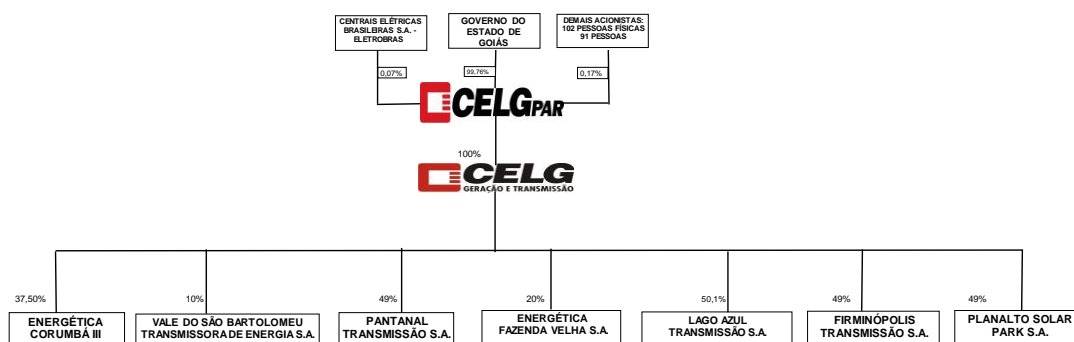 CENTRAIS ELÉTRICAS
BRASILEIRAS S.A. -
ELETROBRAS
GOVERNO DO
ESTADO DE
GOIÁS
DEMAIS ACIONISTAS:
102 PESSOAS FÍSICAS
91 PESSOAS
0,07%
99,76%
0,17%
CELGPAR
100%
CELG
GERAÇÃO E TRANSMISSÃO
37,50%
10%
49%
20%
50,1%
49%
49%
ENERGÉTICA
CORUMBÁ III
VALE DO SÃO BARTOLOMEU
TRANSMISSORA DE ENERGIA S.A.
PANTANAL
TRANSMISSÃO S.A.
ENERGÉTICA
FAZENDA VELHA S.A.
LAGO AZUL
TRANSMISSÃO S.A.
FIRMINÓPOLIS
TRANSMISSÃO S.A.
PLANALTO SOLAR
PARK S.A.